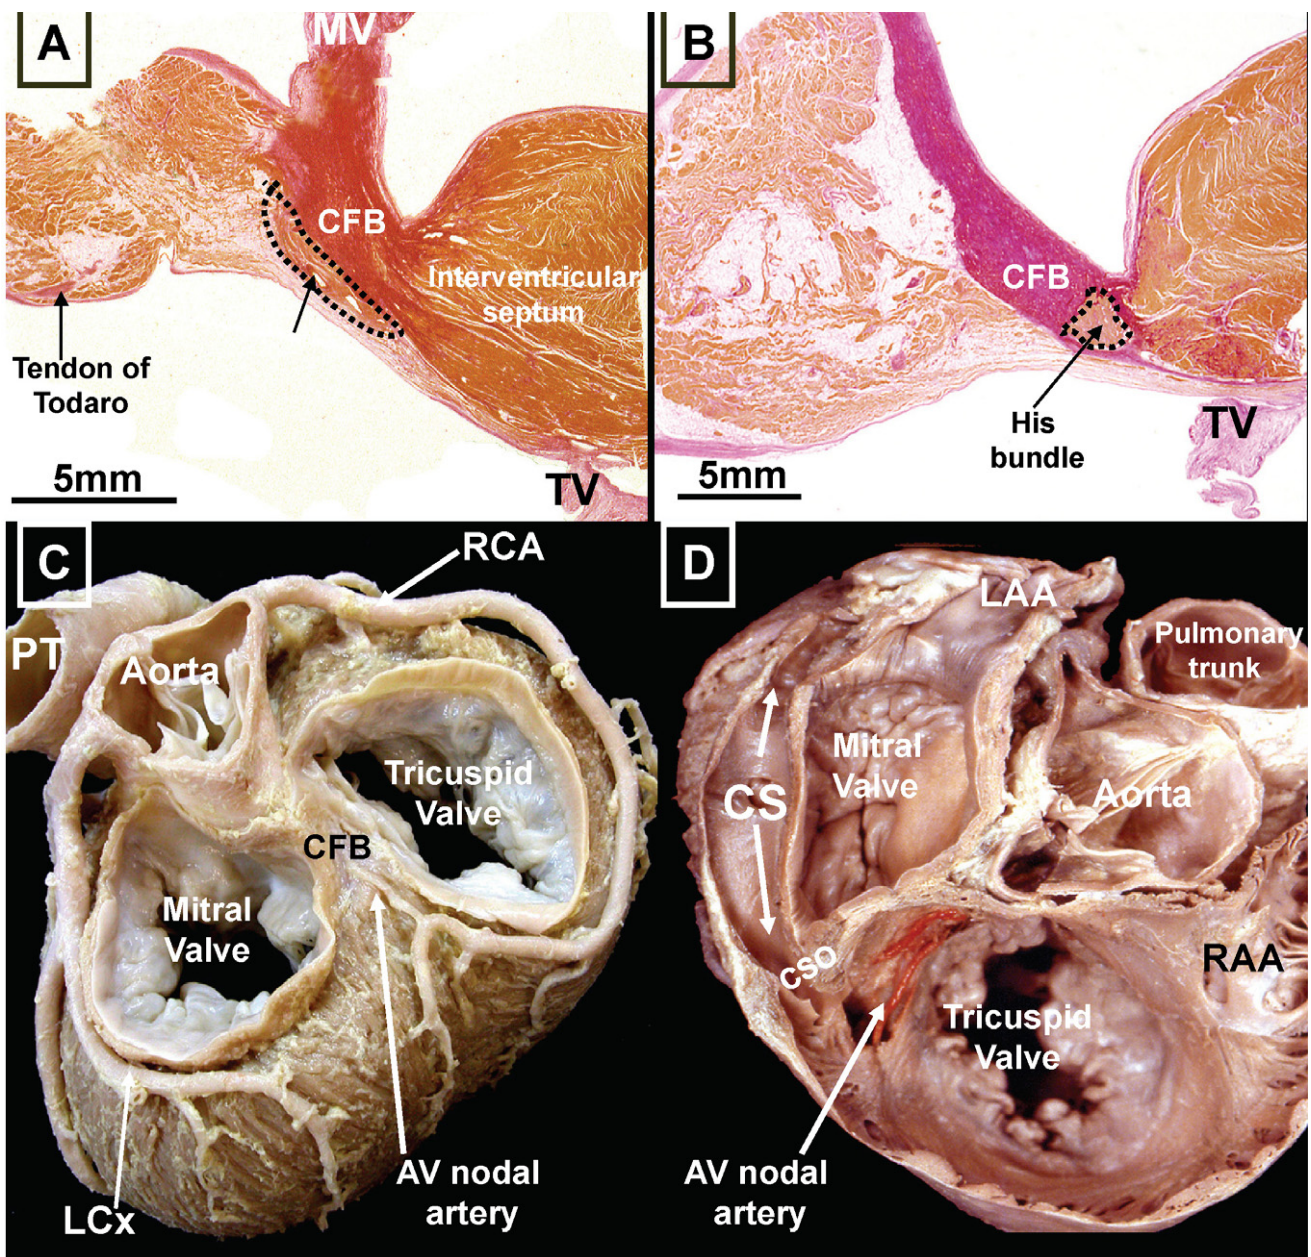 A
MV
CFB
Interventricular
septum
Tendon of
Todaro
5mm
TV
B
CFB
His
bundle
TV
5mm
C
RCA
PT
Aorta
Tricuspid
Valve
CFB
Mitral
Valve
AV nodal
artery
LCx
D
LAA
Pulmonary
trunk
Mitral
Valve
CS
Aorta
CSO
RAA
Tricuspid
Valve
AV nodal
artery